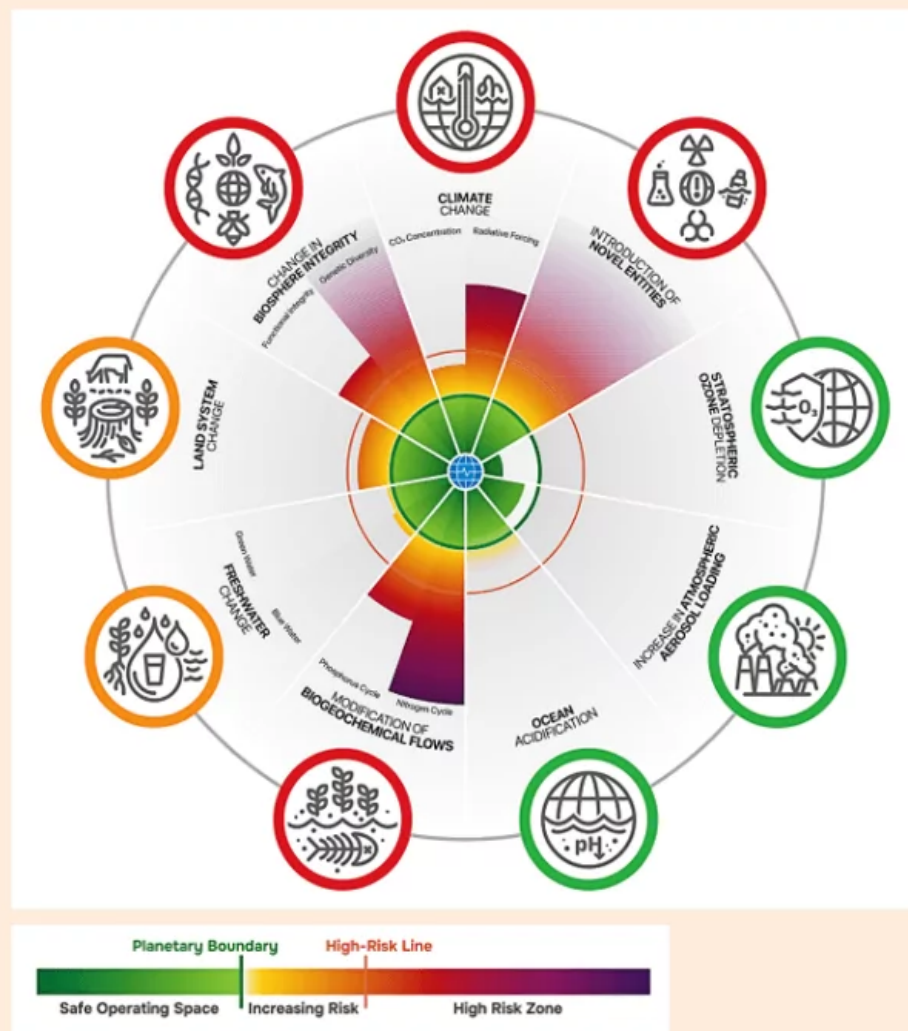 CLIMATE
CHANGE
CO₂ Concentration
Radiative Forcing
INTRODUCTION OF
NOVEL ENTITIES
STRATOSPHERIC
OZONE DEPLETION
O₃
INCREASE IN ATMOSPHERIC
AEROSOL LOADING
OCEAN
ACIDIFICATION
pH
MODIFICATION OF
BIOGEOCHEMICAL FLOWS
Phosphorus Cycle
Nitrogen Cycle
FRESHWATER
CHANGE
Green Water
Blue Water
LAND SYSTEM
CHANGE
CHANGE IN
BIOSPHERE INTEGRITY
Functional Integrity
Genetic Diversity
Planetary Boundary
High-Risk Line
Safe Operating Space
Increasing Risk
High Risk Zone